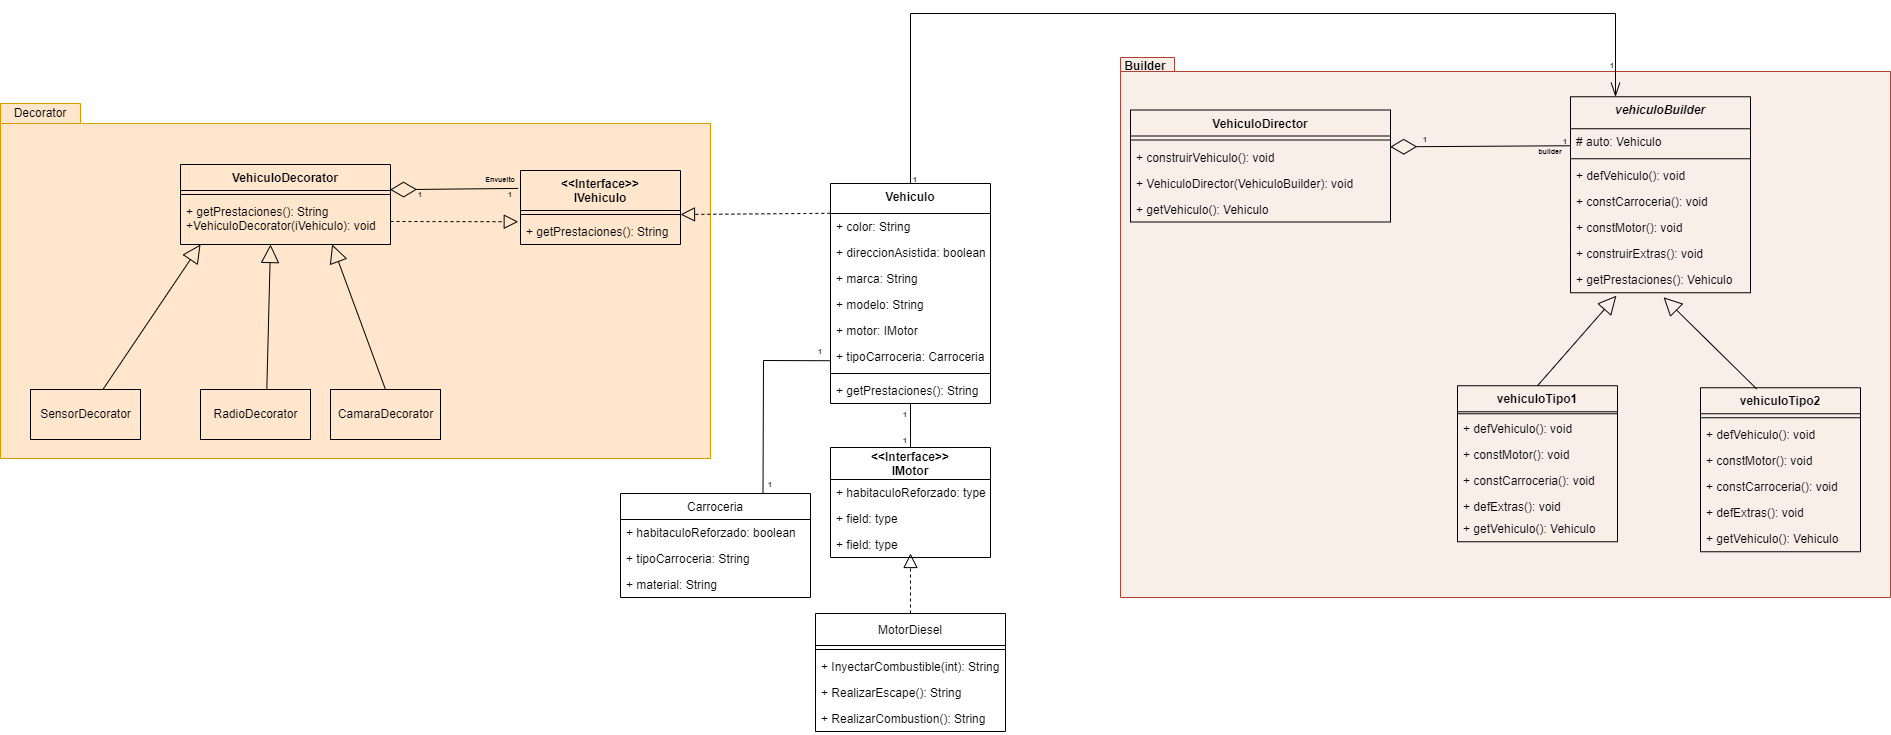 Decorator
VehiculoDecorator
+ getPrestaciones(): String
+VehiculoDecorator(iVehiculo): void
1
Envuelto
1
<<Interface>>
IVehiculo
+ getPrestaciones(): String
SensorDecorator
RadioDecorator
CamaraDecorator
1
Vehiculo
+ color: String
+ direccionAsistida: boolean
+ marca: String
+ modelo: String
+ motor: IMotor
+ tipoCarroceria: Carroceria
+ getPrestaciones(): String
1
1
Carroceria
+ habitaculoReforzado: boolean
+ tipoCarroceria: String
+ material: String
1
1
<<Interface>>
IMotor
+ habitaculoReforzado: type
+ field: type
+ field: type
MotorDiesel
+ InyectarCombustible(int): String
+ RealizarEscape(): String
+ RealizarCombustion(): String
Builder
VehiculoDirector
+ construirVehiculo(): void
+ VehiculoDirector(VehiculoBuilder): void
+ getVehiculo(): Vehiculo
1
1
builder
1
vehiculoBuilder
# auto: Vehiculo
+ defVehiculo(): void
+ constCarroceria(): void
+ constMotor(): void
+ construirExtras(): void
+ getPrestaciones(): Vehiculo
vehiculoTipo1
+ defVehiculo(): void
+ constMotor(): void
+ constCarroceria(): void
+ defExtras(): void
+ getVehiculo(): Vehiculo
vehiculoTipo2
+ defVehiculo(): void
+ constMotor(): void
+ constCarroceria(): void
+ defExtras(): void
+ getVehiculo(): Vehiculo